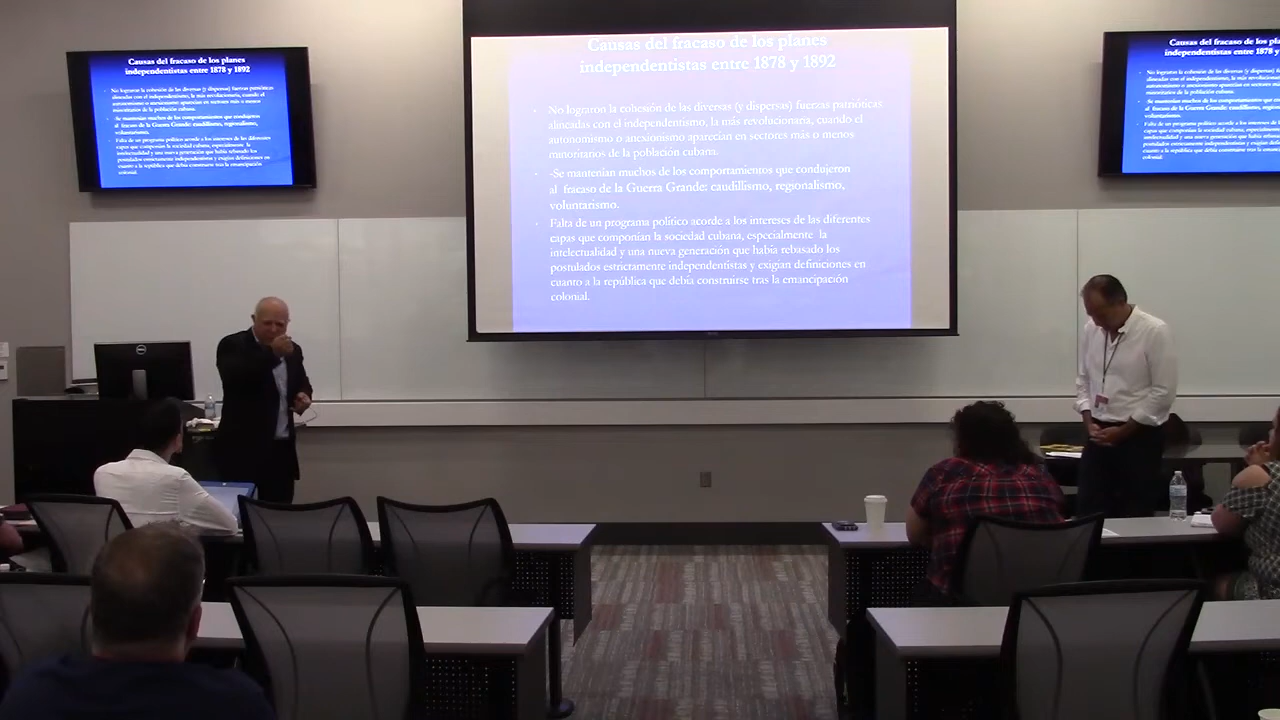 Causas del fracaso de los planes
independentistas entre 1878 y 1892
No lograron la cohesión de las diversas (y dispersas) fuerzas patrióticas
alineadas con el independentismo, la más revolucionaria, cuando el
autonomismo o anexionismo aparecían en sectores más o menos
minoritarios de la población cubana.
· -Se mantenían muchos de los comportamientos que condujeron
al fracaso de la Guerra Grande: caudillismo, regionalismo,
voluntarismo.
· Falta de un programa político acorde a los intereses de las diferentes
capas que componían la sociedad cubana, especialmente la
intelectualidad y una nueva generación que había rebasado los
postulados estrictamente independentistas y exigían definiciones en
cuanto a la república que debía construirse tras la emancipación
colonial.